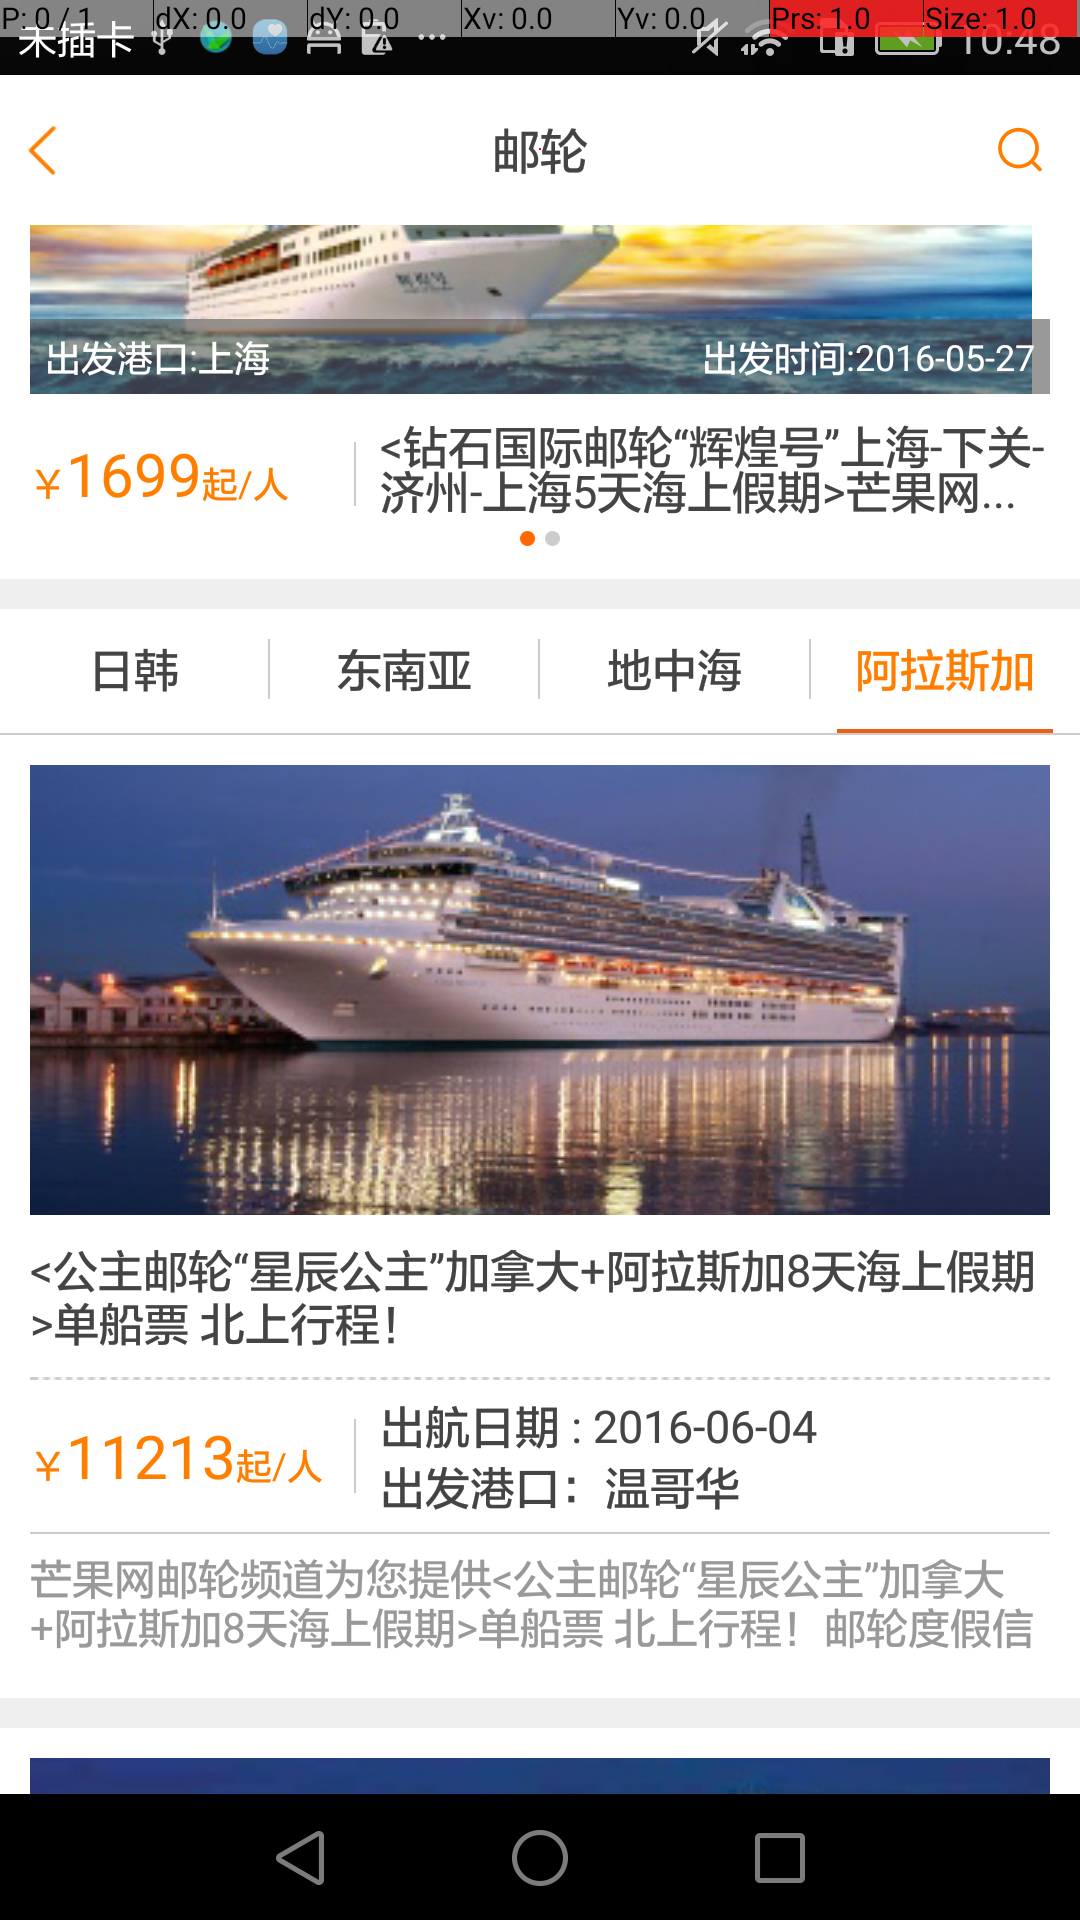 P: 0 / 1 dX: 0.0 dY: 0.0 Xv: 0.0 Yv: 0.0 Prs: 1.0 Size: 1.0
未插卡 10:48
邮轮
出发港口:上海 出发时间:2016-05-27
¥1699起/人
<钻石国际邮轮“辉煌号”上海-下关-
济州-上海5天海上假期>芒果网...
日韩 东南亚 地中海 阿拉斯加
<公主邮轮“星辰公主”加拿大+阿拉斯加8天海上假期
>单船票 北上行程！
¥11213起/人
出航日期 : 2016-06-04
出发港口：温哥华
芒果网邮轮频道为您提供<公主邮轮“星辰公主”加拿大
+阿拉斯加8天海上假期>单船票 北上行程！邮轮度假信